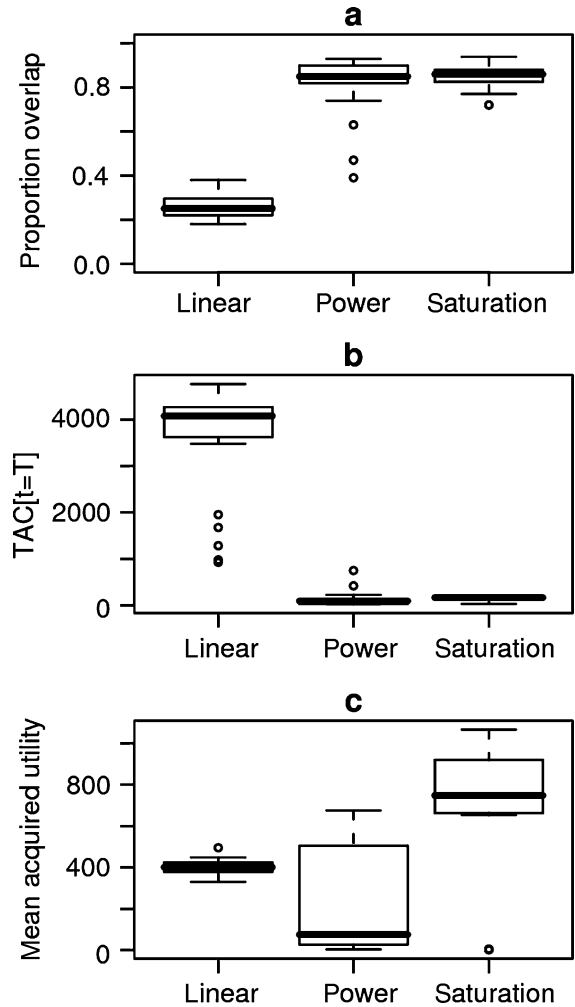 a
Proportion overlap
0.8
0.4
0.0
Linear Power Saturation
b
TAC[t=T]
4000
2000
0
Linear Power Saturation
c
Mean acquired utility
800
400
0
Linear Power Saturation